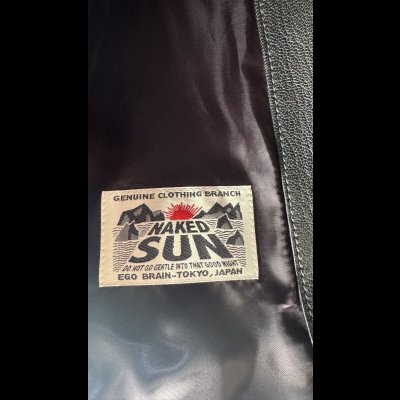 GENUINE CLOTHING BRANCH
NAKED
SUN
DO NOT GO GENTLE INTO THAT GOOD NIGHT
EGO BRAIN-TOKYO, JAPAN